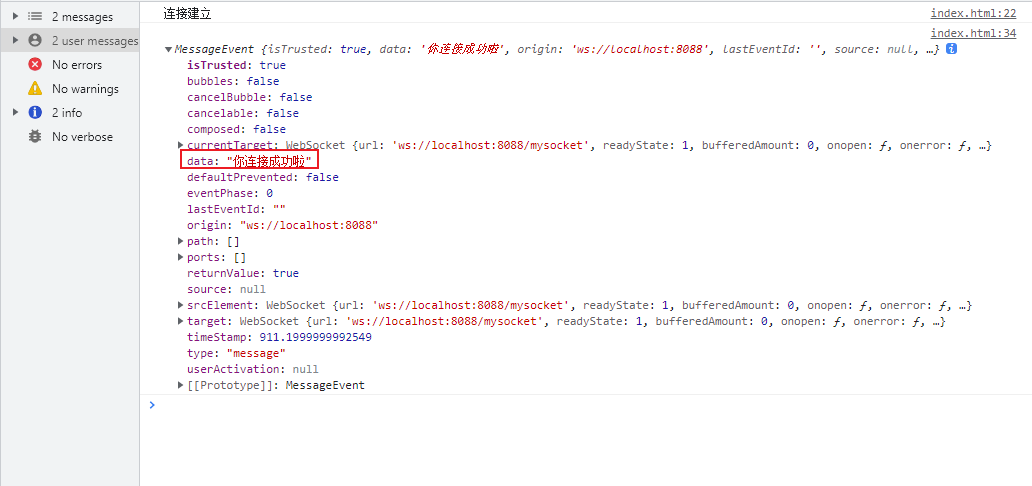 2 messages
2 user messages
No errors
No warnings
2 info
No verbose
连接建立 index.html:22
index.html:34
MessageEvent {isTrusted: true, data: '你连接成功啦', origin: 'ws://localhost:8088', lastEventId: '', source: null, …}
isTrusted: true
bubbles: false
cancelBubble: false
cancelable: false
composed: false
currentTarget: WebSocket {url: 'ws://localhost:8088/mysocket', readyState: 1, bufferedAmount: 0, onopen: ƒ, onerror: ƒ, …}
data: "你连接成功啦"
defaultPrevented: false
eventPhase: 0
lastEventId: ""
origin: "ws://localhost:8088"
path: []
ports: []
returnValue: true
source: null
srcElement: WebSocket {url: 'ws://localhost:8088/mysocket', readyState: 1, bufferedAmount: 0, onopen: ƒ, onerror: ƒ, …}
target: WebSocket {url: 'ws://localhost:8088/mysocket', readyState: 1, bufferedAmount: 0, onopen: ƒ, onerror: ƒ, …}
timeStamp: 911.1999999992549
type: "message"
userActivation: null
[[Prototype]]: MessageEvent